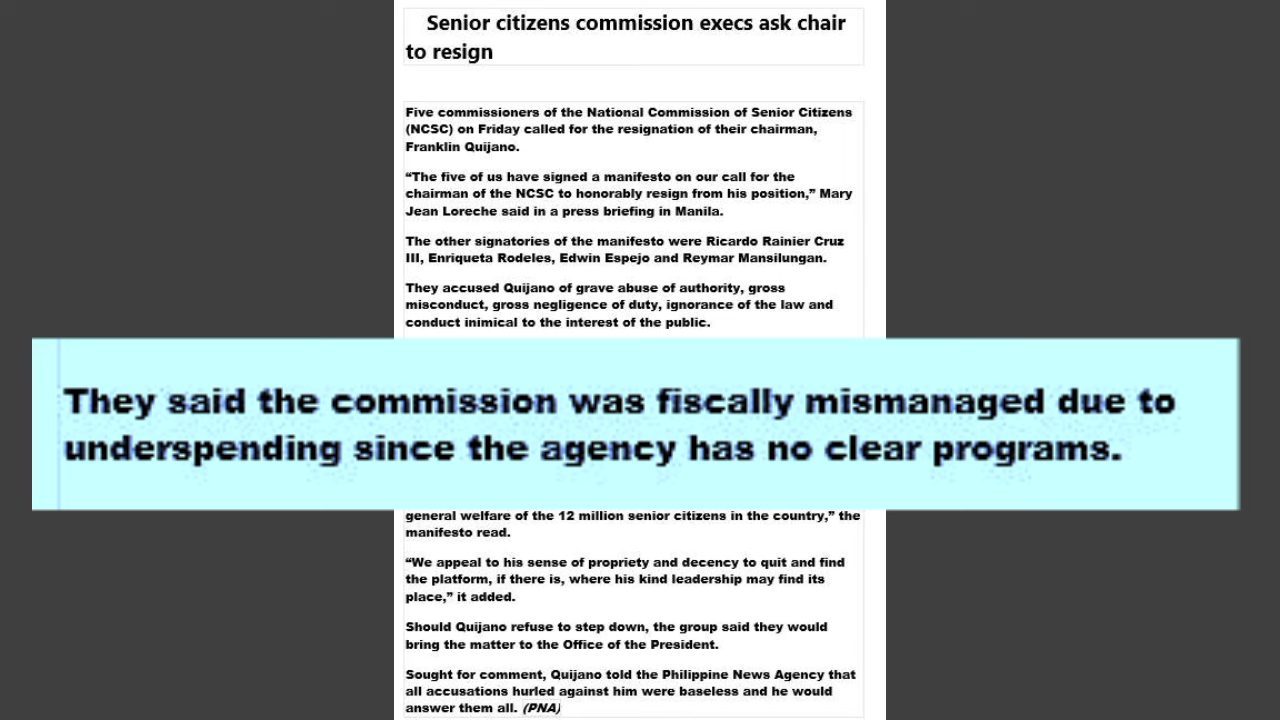 Senior citizens commission execs ask chair
to resign
Five commissioners of the National Commission of Senior Citizens
(NCSC) on Friday called for the resignation of their chairman,
Franklin Quijano.
“The five of us have signed a manifesto on our call for the
chairman of the NCSC to honorably resign from his position,” Mary
Jean Loreche said in a press briefing in Manila.
The other signatories of the manifesto were Ricardo Rainier Cruz
III, Enriqueta Rodeles, Edwin Espejo and Reymar Mansilungan.
They accused Quijano of grave abuse of authority, gross
misconduct, gross negligence of duty, ignorance of the law and
conduct inimical to the interest of the public.
They said the commission was fiscally mismanaged due to
underspending since the agency has no clear programs.
general welfare of the 12 million senior citizens in the country,” the
manifesto read.
“We appeal to his sense of propriety and decency to quit and find
the platform, if there is, where his kind leadership may find its
place,” it added.
Should Quijano refuse to step down, the group said they would
bring the matter to the Office of the President.
Sought for comment, Quijano told the Philippine News Agency that
all accusations hurled against him were baseless and he would
answer them all. (PNA)